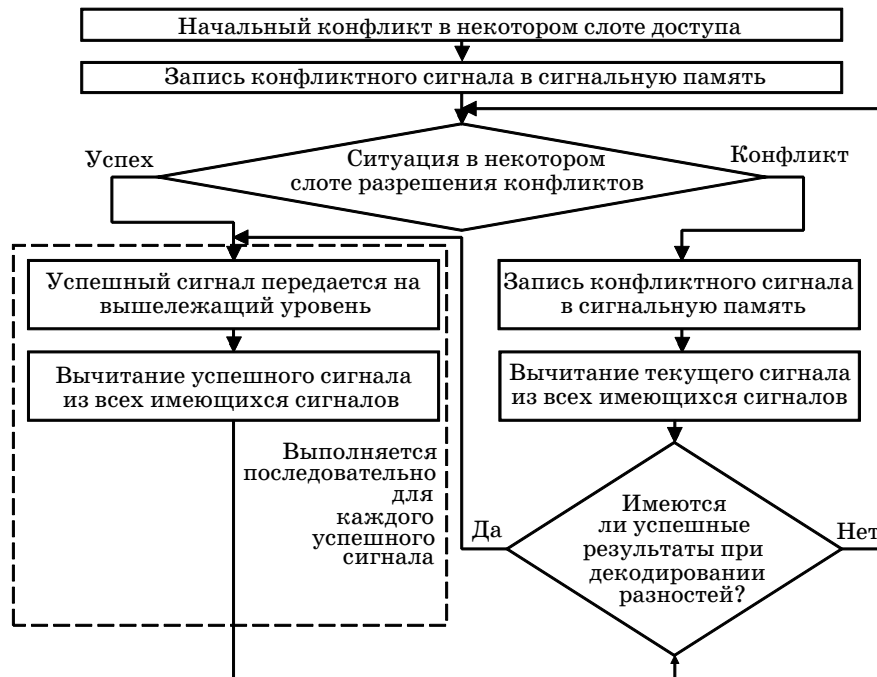 Начальный конфликт в некотором слоте доступа
Запись конфликтного сигнала в сигнальную память
Успех
Ситуация в некотором
слоте разрешения конфликтов
Конфликт
Успешный сигнал передается на
вышележащий уровень
Запись конфликтного сигнала
в сигнальную память
Вычитание успешного сигнала
из всех имеющихся сигналов
Вычитание текущего сигнала
из всех имеющихся сигналов
Выполняется
последовательно
для
каждого
успешного
сигнала
Да
Имеются
ли успешные
результаты при
декодировании
разностей?
Нет